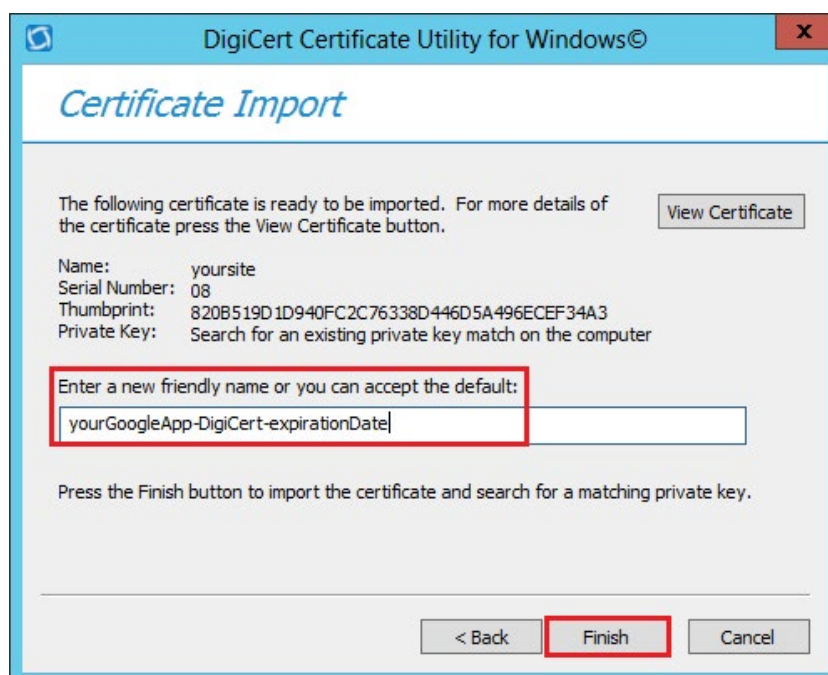 DigiCert Certificate Utility for Windows©
x
Certificate Import
The following certificate is ready to be imported. For more details of
the certificate press the View Certificate button.
View Certificate
Name: yoursite
Serial Number: 08
Thumbprint: 820B519D1D940FC2C76338D446D5A496ECEF34A3
Private Key: Search for an existing private key match on the computer
Enter a new friendly name or you can accept the default:
yourGoogleApp-DigiCert-expirationDate
Press the Finish button to import the certificate and search for a matching private key.
< Back Finish Cancel